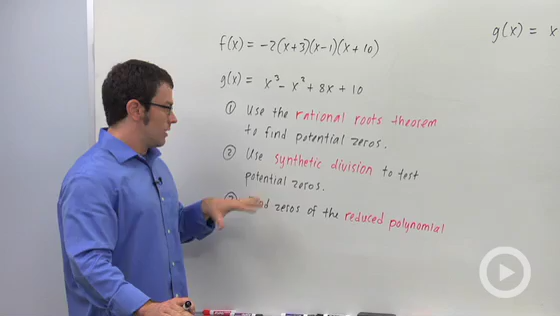 f(x) = -2(x+3)(x-1)(x+10)
g(x) = x
g(x) = x³- x² + 8x + 10
① Use the rational roots theorem
to find potential zeros.
② Use synthetic division to test
potential zeros.
zeros of the reduced polynomial